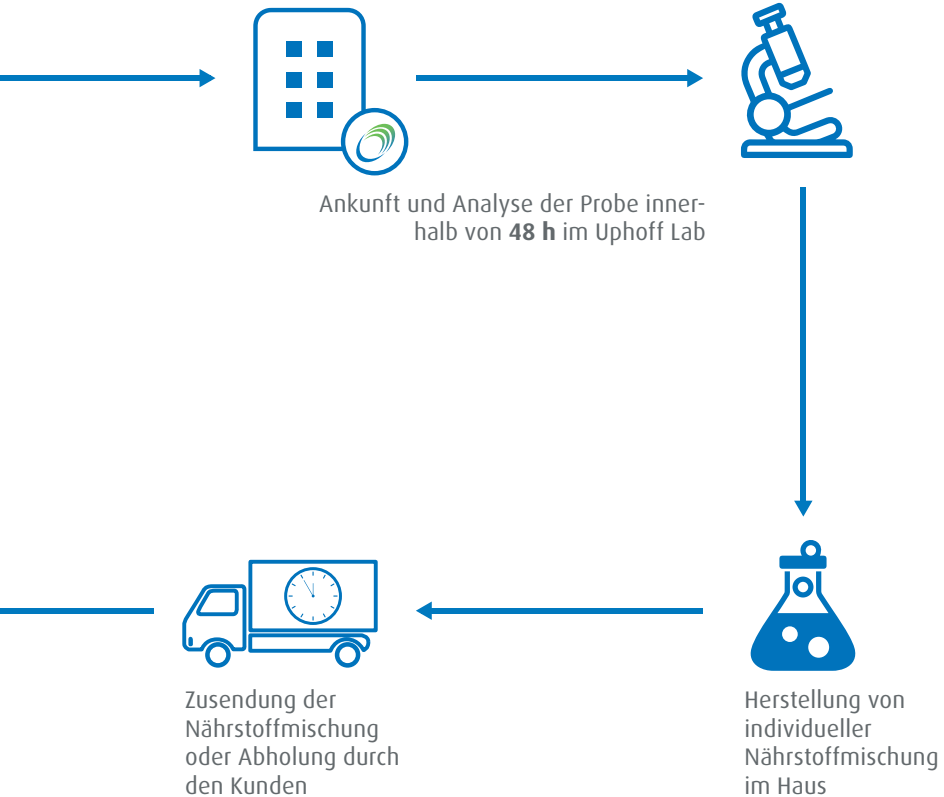 Ankunft und Analyse der Probe inner-
halb von 48 h im Uphoff Lab
Zusendung der
Nährstoffmischung
oder Abholung durch
den Kunden
Herstellung von
individueller
Nährstoffmischung
im Haus